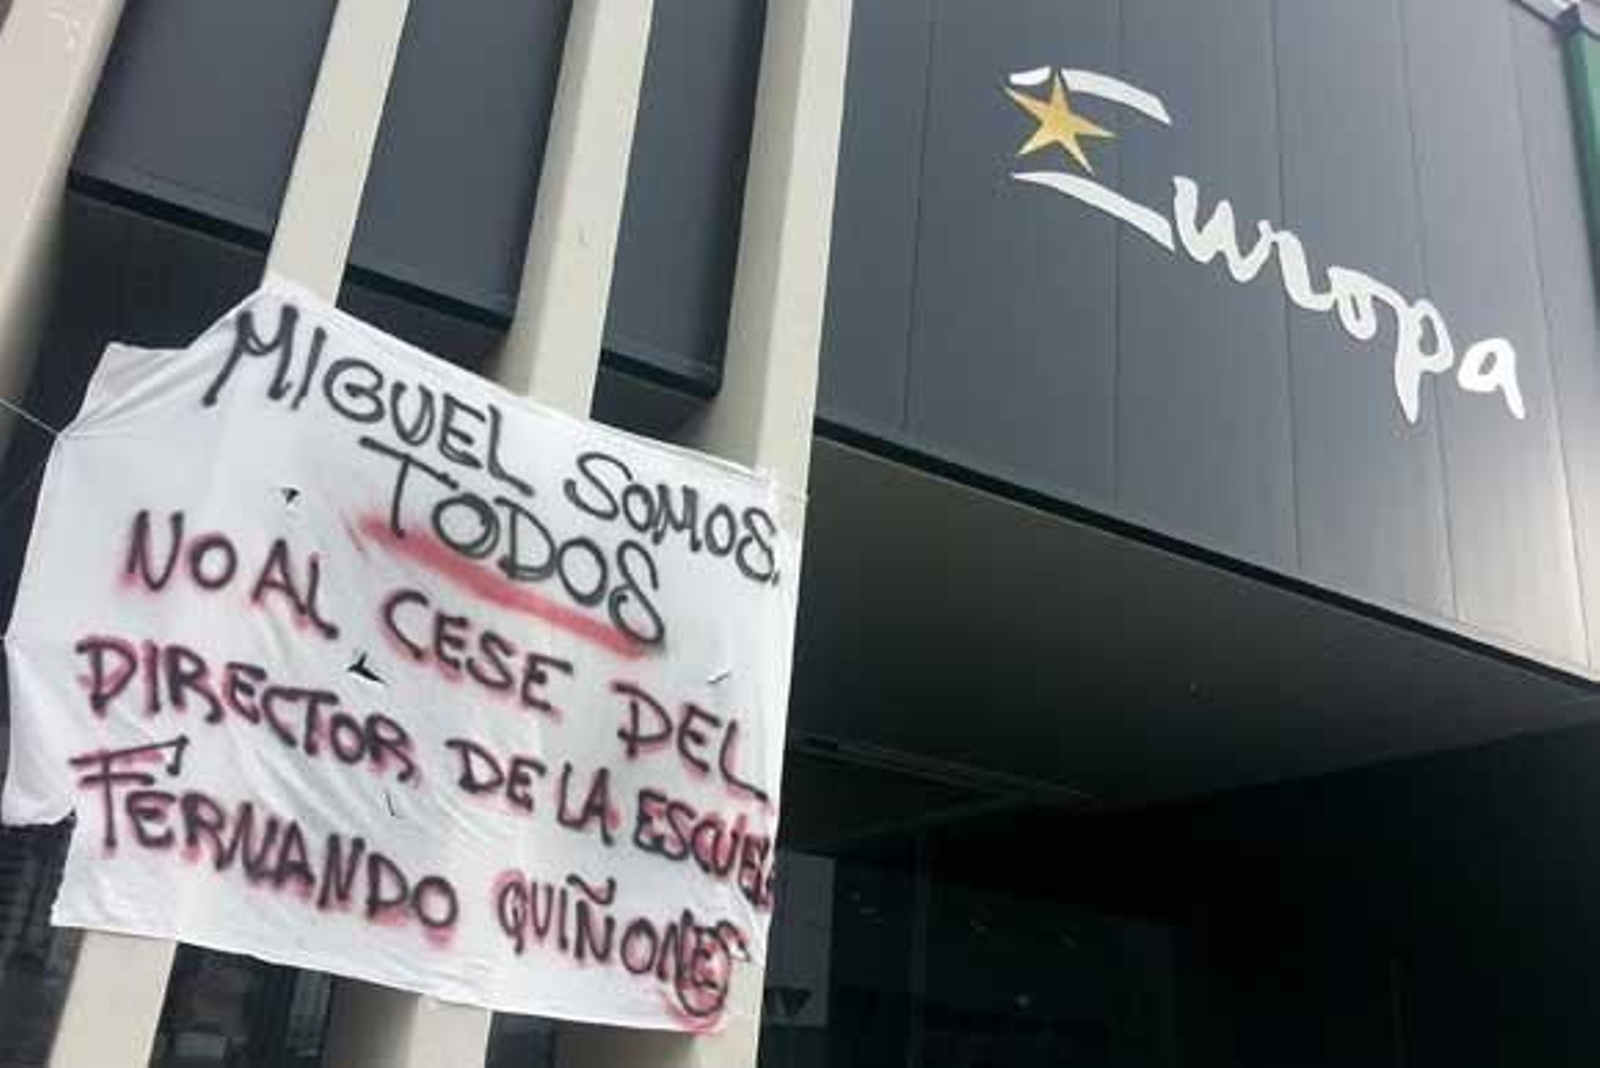 MIGUEL SOMOS
TODOS
NO AL CESE DEL
DIRECTOR DE LA ESCUELA
FERNANDO QUIÑONES
Europa